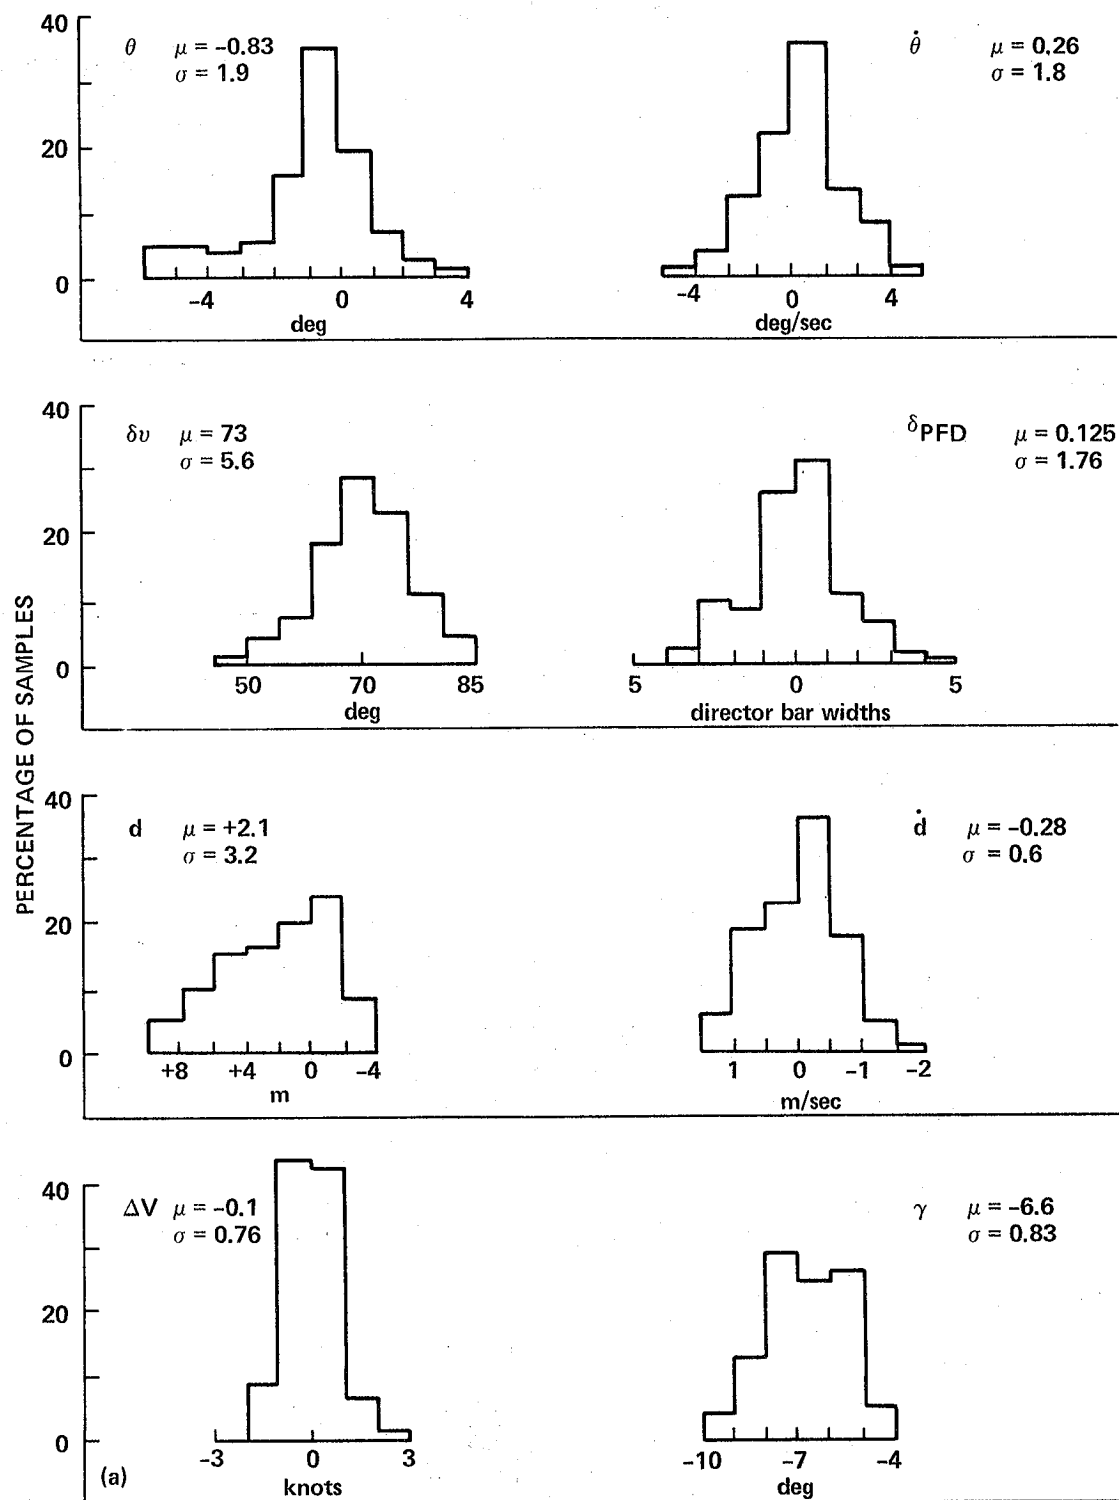 PERCENTAGE OF SAMPLES
40
20
0
θ μ = -0.83
σ = 1.9
-4 0 4
deg
θ̇ μ = 0.26
σ = 1.8
-4 0 4
deg/sec
40
20
0
δυ μ = 73
σ = 5.6
50 70 85
deg
δPFD μ = 0.125
σ = 1.76
5 0 5
director bar widths
40
20
0
d μ = +2.1
σ = 3.2
+8 +4 0 -4
m
ḋ μ = -0.28
σ = 0.6
1 0 -1 -2
m/sec
40
20
0
ΔV μ = -0.1
σ = 0.76
-3 0 3
knots
γ μ = -6.6
σ = 0.83
-10 -7 -4
deg
(a)